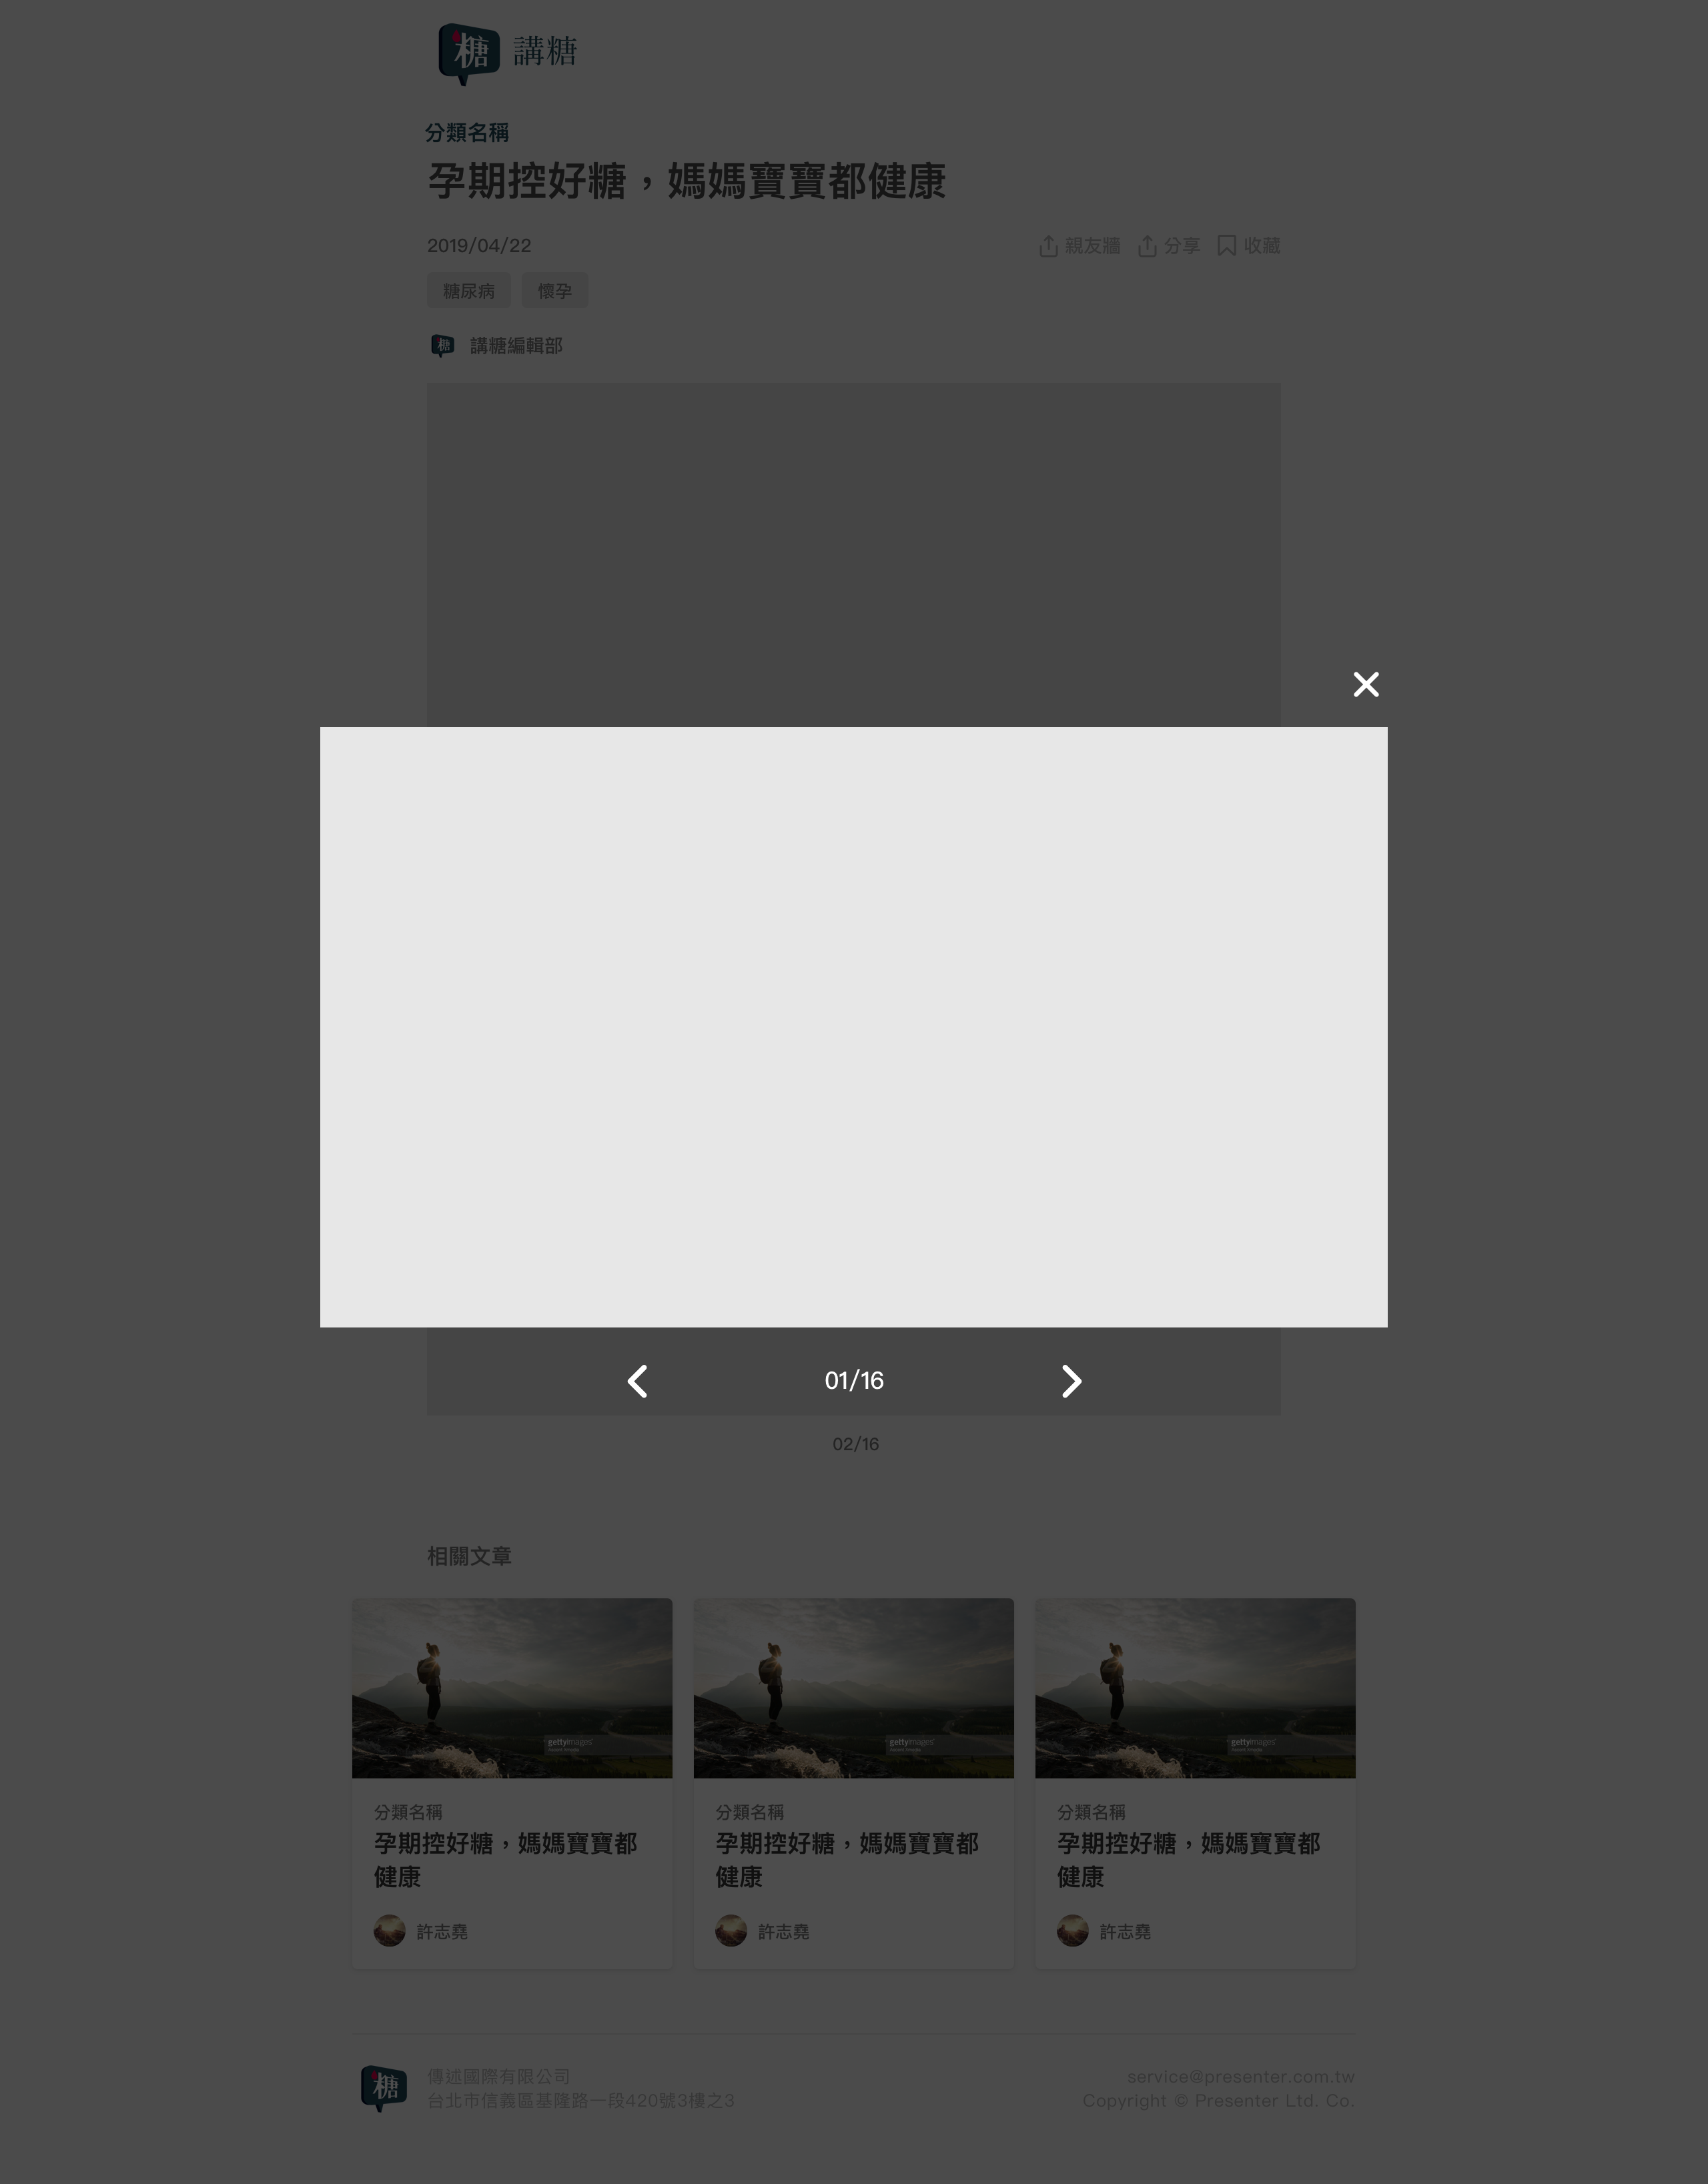 糖 講糖
分類名稱
孕期控好糖，媽媽寶寶都健康
2019/04/22
親友牆 分享 收藏
糖尿病 懷孕
糖 講糖編輯部
01/16
02/16
相關文章
gettyimages
gettyimages
gettyimages
分類名稱
孕期控好糖，媽媽寶寶都
健康
許志堯
分類名稱
孕期控好糖，媽媽寶寶都
健康
許志堯
分類名稱
孕期控好糖，媽媽寶寶都
健康
許志堯
糖
傳述國際有限公司
台北市信義區基隆路一段420號3樓之3
service@presenter.com.tw
Copyright © Presenter Ltd. Co.